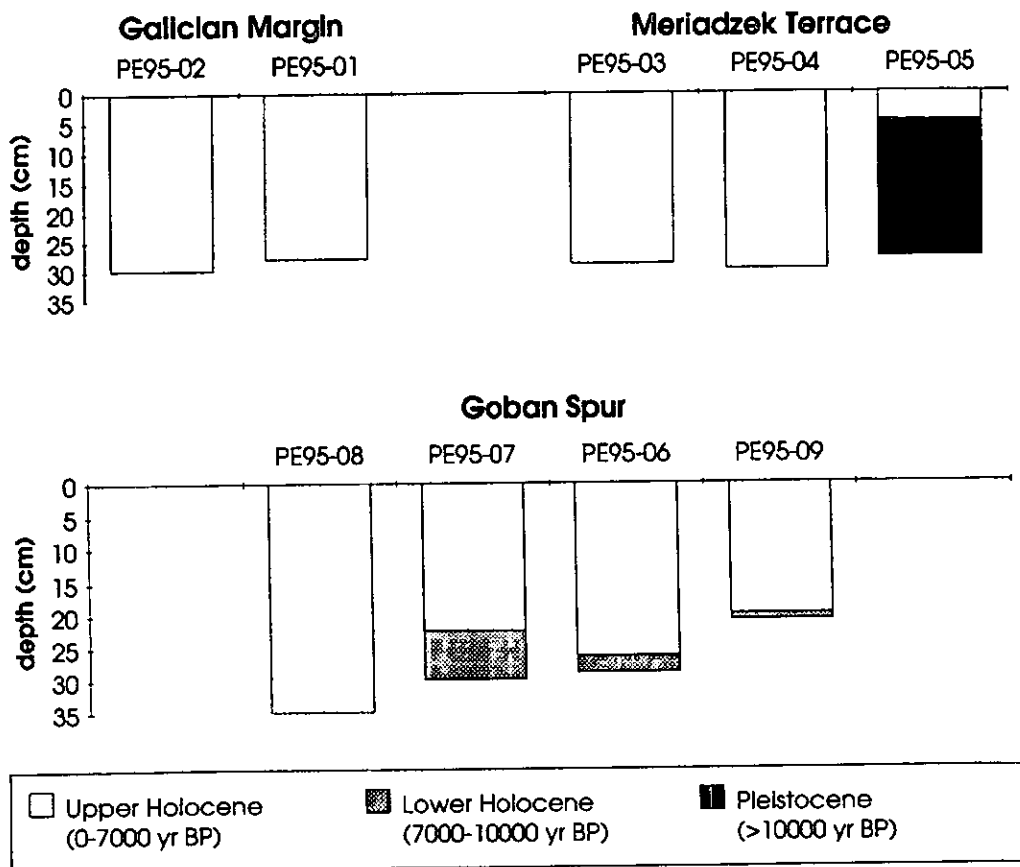 Galician Margin
Meriadzek Terrace
PE95-02
PE95-01
PE95-03
PE95-04
PE95-05
depth (cm)
0
5
10
15
20
25
30
35
Goban Spur
PE95-08
PE95-07
PE95-06
PE95-09
depth (cm)
0
5
10
15
20
25
30
35
Upper Holocene
(0-7000 yr BP)
Lower Holocene
(7000-10000 yr BP)
Pleistocene
(>10000 yr BP)